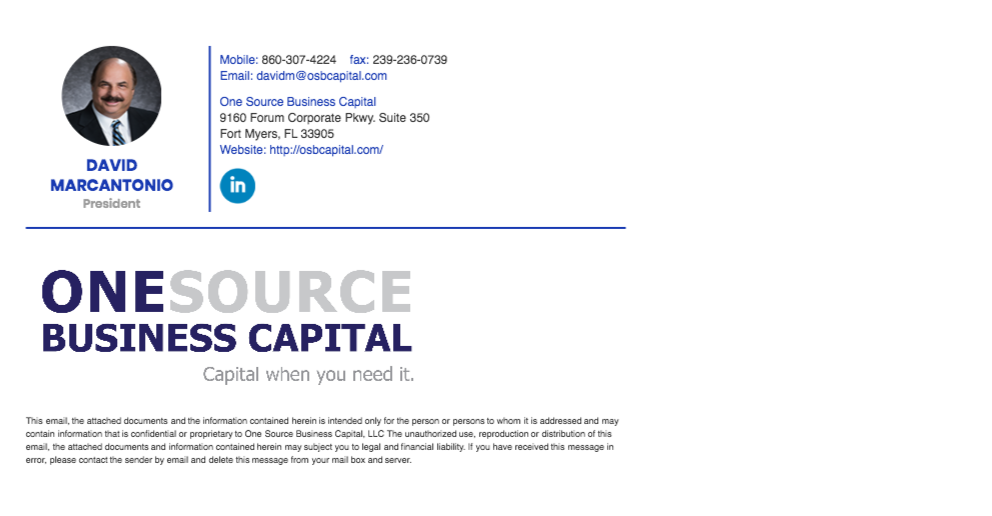 DAVID
MARCANTONIO
President
Mobile: 860-307-4224 fax: 239-236-0739
Email: davidm@osbcapital.com
One Source Business Capital
9160 Forum Corporate Pkwy. Suite 350
Fort Myers, FL 33905
Website: http://osbcapital.com/
in
ONESOURCE
BUSINESS CAPITAL
Capital when you need it.
This email, the attached documents and the information contained herein is intended only for the person or persons to whom it is addressed and may
contain information that is confidential or proprietary to One Source Business Capital, LLC The unauthorized use, reproduction or distribution of this
email, the attached documents and information contained herein may subject you to legal and financial liability. If you have received this message in
error, please contact the sender by email and delete this message from your mail box and server.